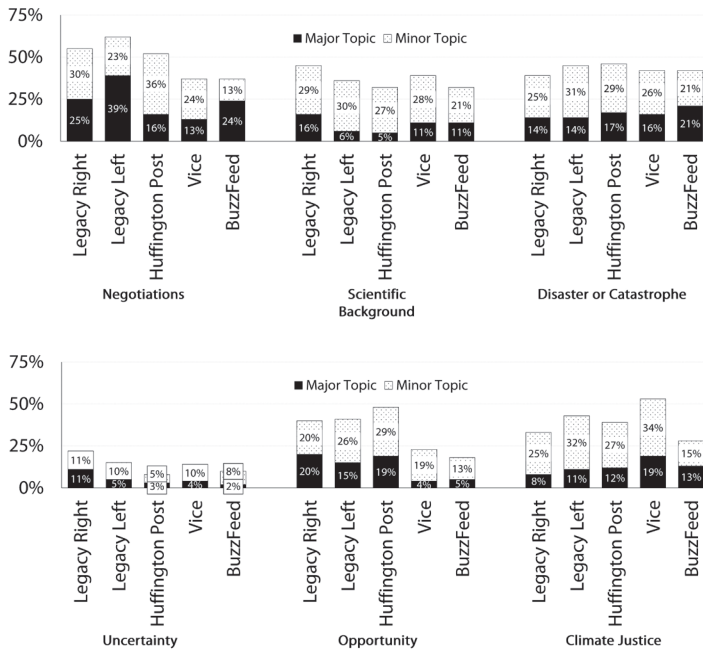 75%
■ Major Topic ▫ Minor Topic
50%
30% 23% 36% 24% 13% 29% 30% 27% 28% 21% 25% 31% 29% 26% 21%
25%
25% 39% 16% 13% 24% 16% 6% 5% 11% 11% 14% 14% 17% 16% 21%
0%
Legacy Right Legacy Left Huffington Post Vice BuzzFeed Legacy Right Legacy Left Huffington Post Vice BuzzFeed Legacy Right Legacy Left Huffington Post Vice BuzzFeed
Negotiations Scientific Disaster or Catastrophe
Background
75%
■ Major Topic ▫ Minor Topic
50%
11% 10% 5% 10% 8% 20% 26% 29% 19% 13% 25% 32% 27% 34% 15%
25%
11% 5% 3% 4% 2% 20% 15% 19% 4% 5% 8% 11% 12% 19% 13%
0%
Legacy Right Legacy Left Huffington Post Vice BuzzFeed Legacy Right Legacy Left Huffington Post Vice BuzzFeed Legacy Right Legacy Left Huffington Post Vice BuzzFeed
Uncertainty Opportunity Climate Justice